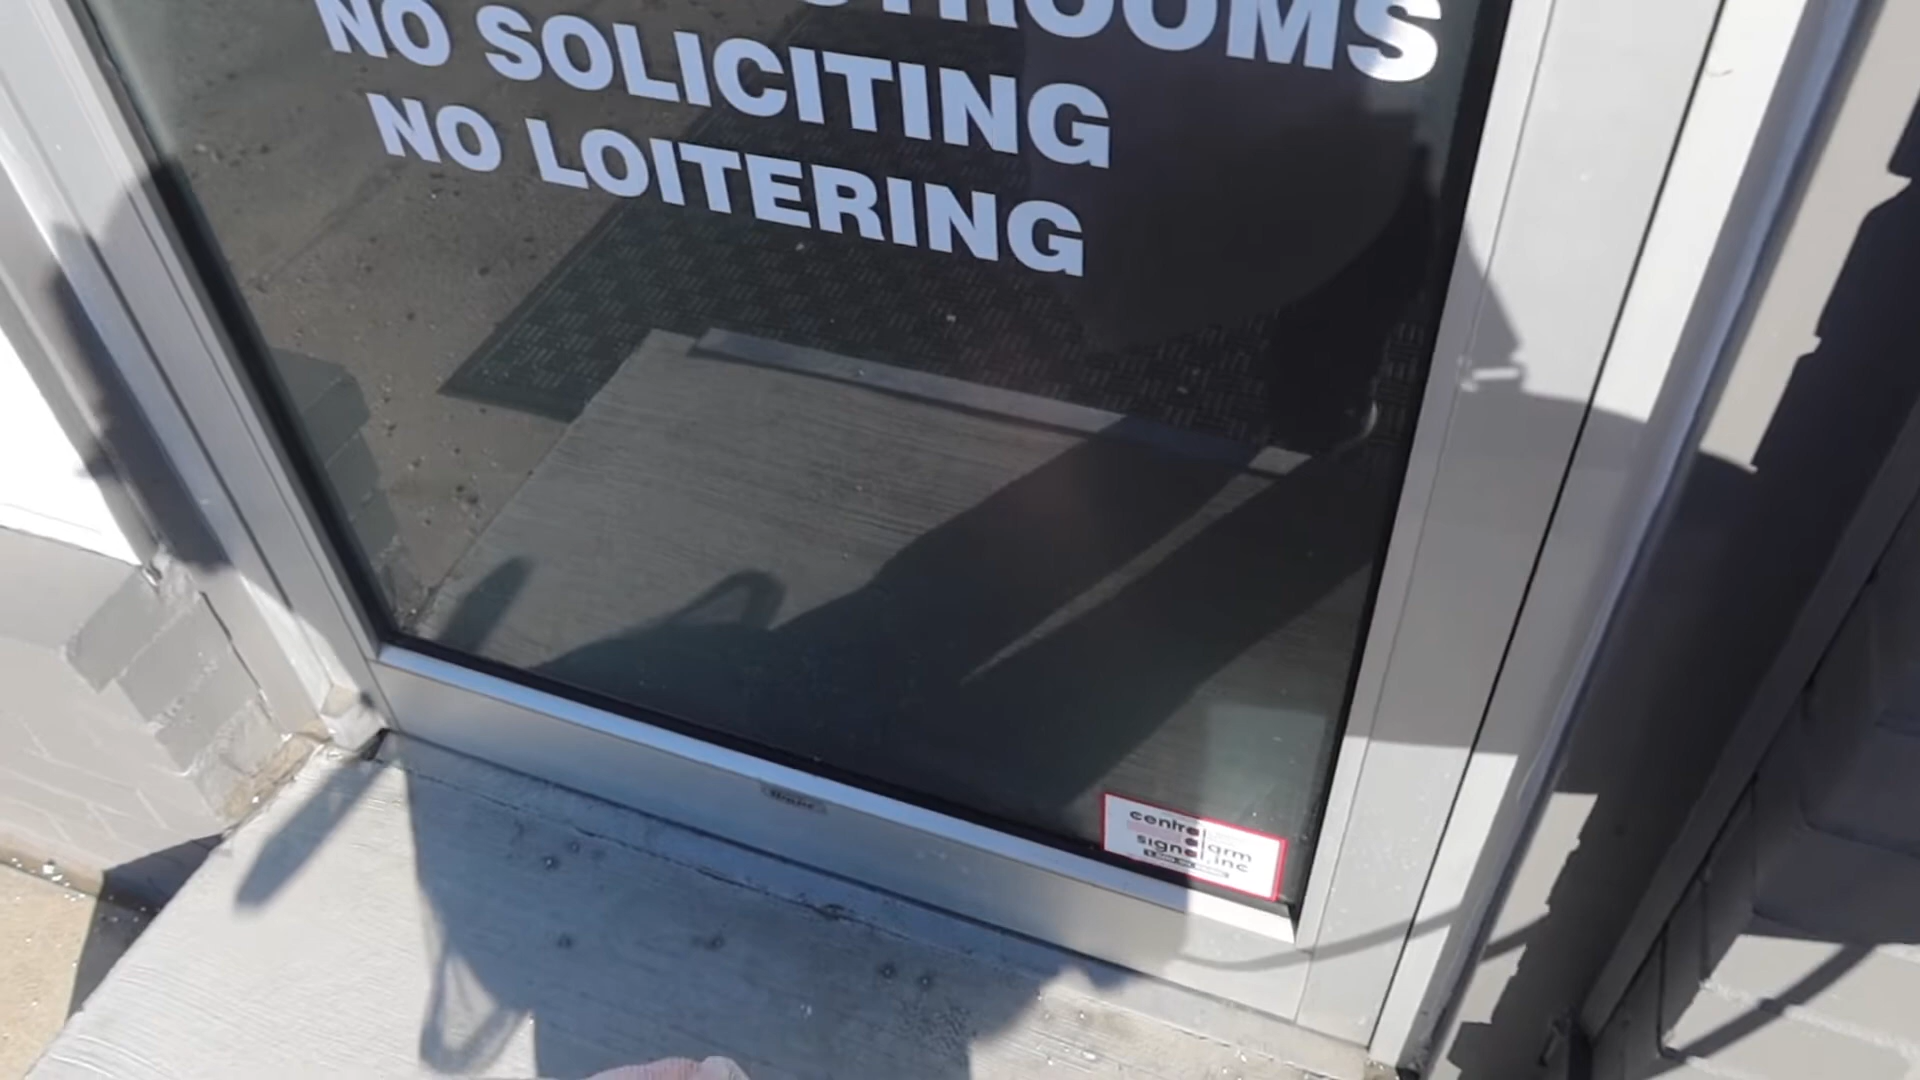 NO SOLICITING
NO LOITERING
central
alarm
signal, inc